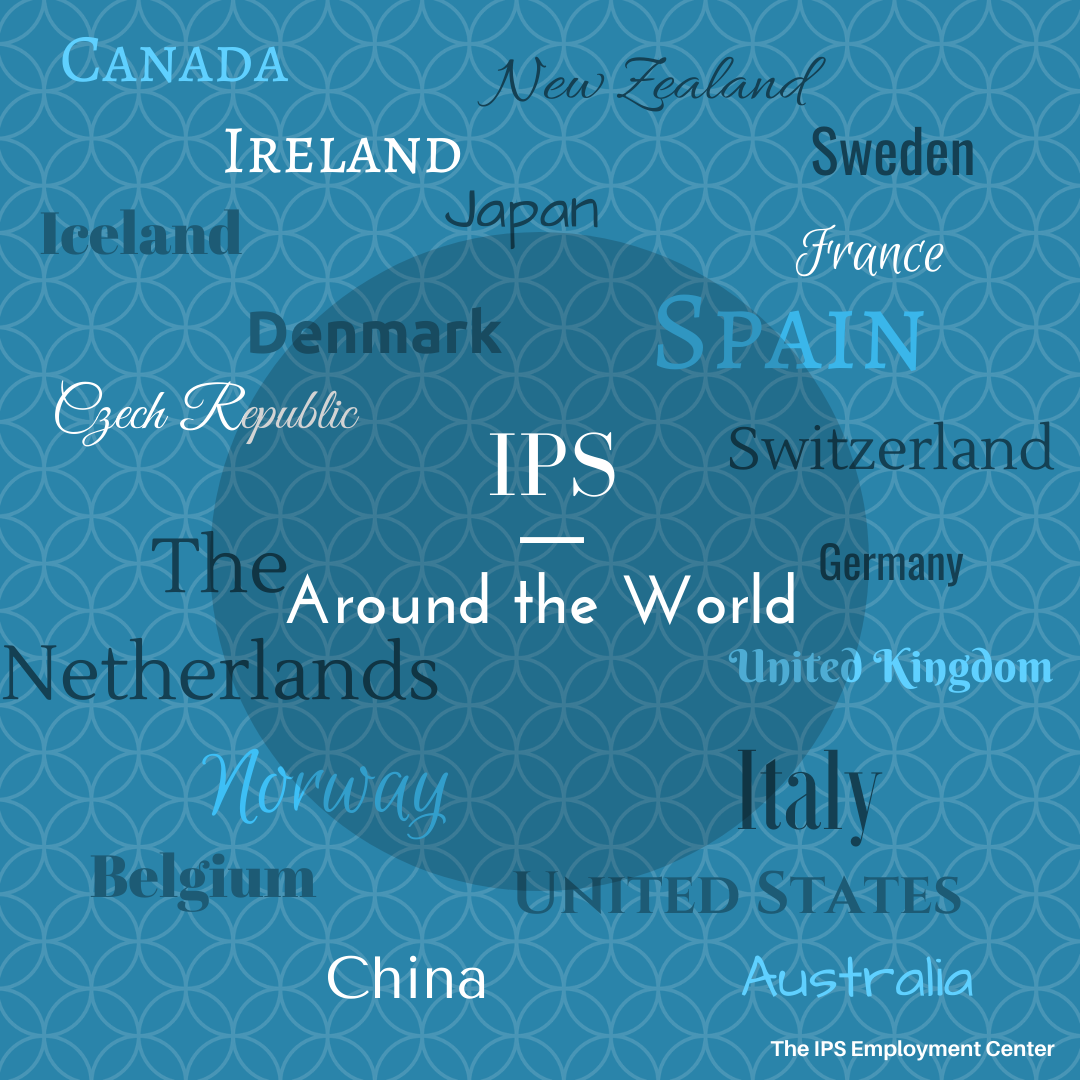 CANADA
New Zealand
IRELAND
Sweden
Japan
Iceland
France
Denmark
SPAIN
Czech Republic
IPS
Switzerland
The
Netherlands
Germany
Around the World
United Kingdom
Norway
Italy
Belgium
UNITED STATES
China
Australia
The IPS Employment Center